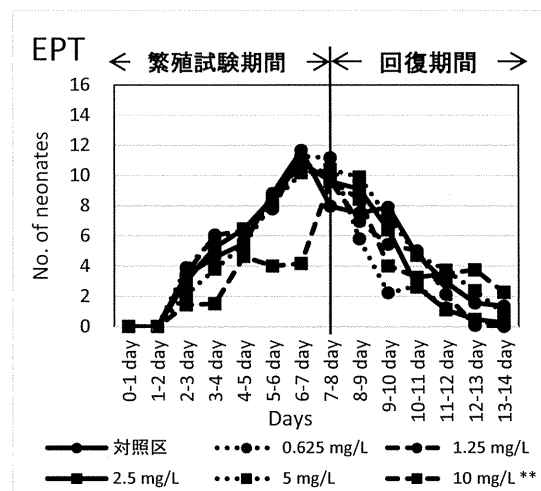 EPT
繁殖試験期間 回復期間
16
14
12
10
8
6
4
2
0
No. of neonates
0-1 day
1-2 day
2-3 day
3-4 day
4-5 day
5-6 day
6-7 day
7-8 day
8-9 day
9-10 day
10-11 day
11-12 day
12-13 day
13-14 day
Days
対照区 0.625 mg/L 1.25 mg/L
2.5 mg/L 5 mg/L 10 mg/L **